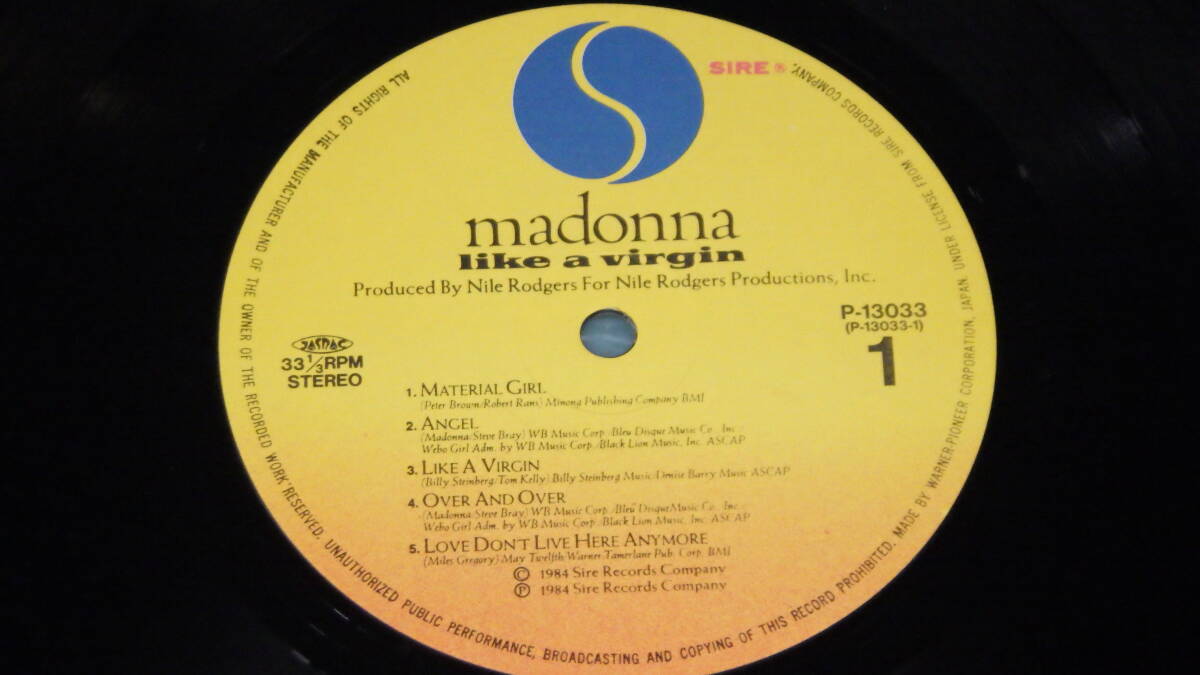 SIRE ®
madonna
like a virgin
Produced By Nile Rodgers For Nile Rodgers Productions, Inc.
P-13033
(P-13033-1)
1
JASRAC
33 1/3 RPM
STEREO
1. MATERIAL GIRL
(Peter Brown/Robert Rans) Minong Publishing Company BMI
2. ANGEL
(Madonna/Steve Bray) WB Music Corp./Bleu Disque Music Co., Inc./
Webo Girl Adm. by WB Music Corp./Black Lion Music, Inc. ASCAP
3. LIKE A VIRGIN
(Billy Steinberg/Tom Kelly) Billy Steinberg Music/Denise Barry Music ASCAP
4. OVER AND OVER
(Madonna/Steve Bray) WB Music Corp./Bleu Disque Music Co., Inc./
Webo Girl Adm. by WB Music Corp./Black Lion Music, Inc. ASCAP
5. LOVE DON'T LIVE HERE ANYMORE
(Miles Gregory) May Twelfth/Warner-Tamerlane Pub. Corp. BMI
© 1984 Sire Records Company
℗ 1984 Sire Records Company
ALL RIGHTS OF THE MANUFACTURER AND OF THE OWNER OF THE RECORDED WORK RESERVED. UNAUTHORIZED PUBLIC PERFORMANCE, BROADCASTING AND COPYING OF THIS RECORD PROHIBITED. MADE BY WARNER-PIONEER CORPORATION, JAPAN UNDER LICENSE FROM SIRE RECORDS COMPANY.